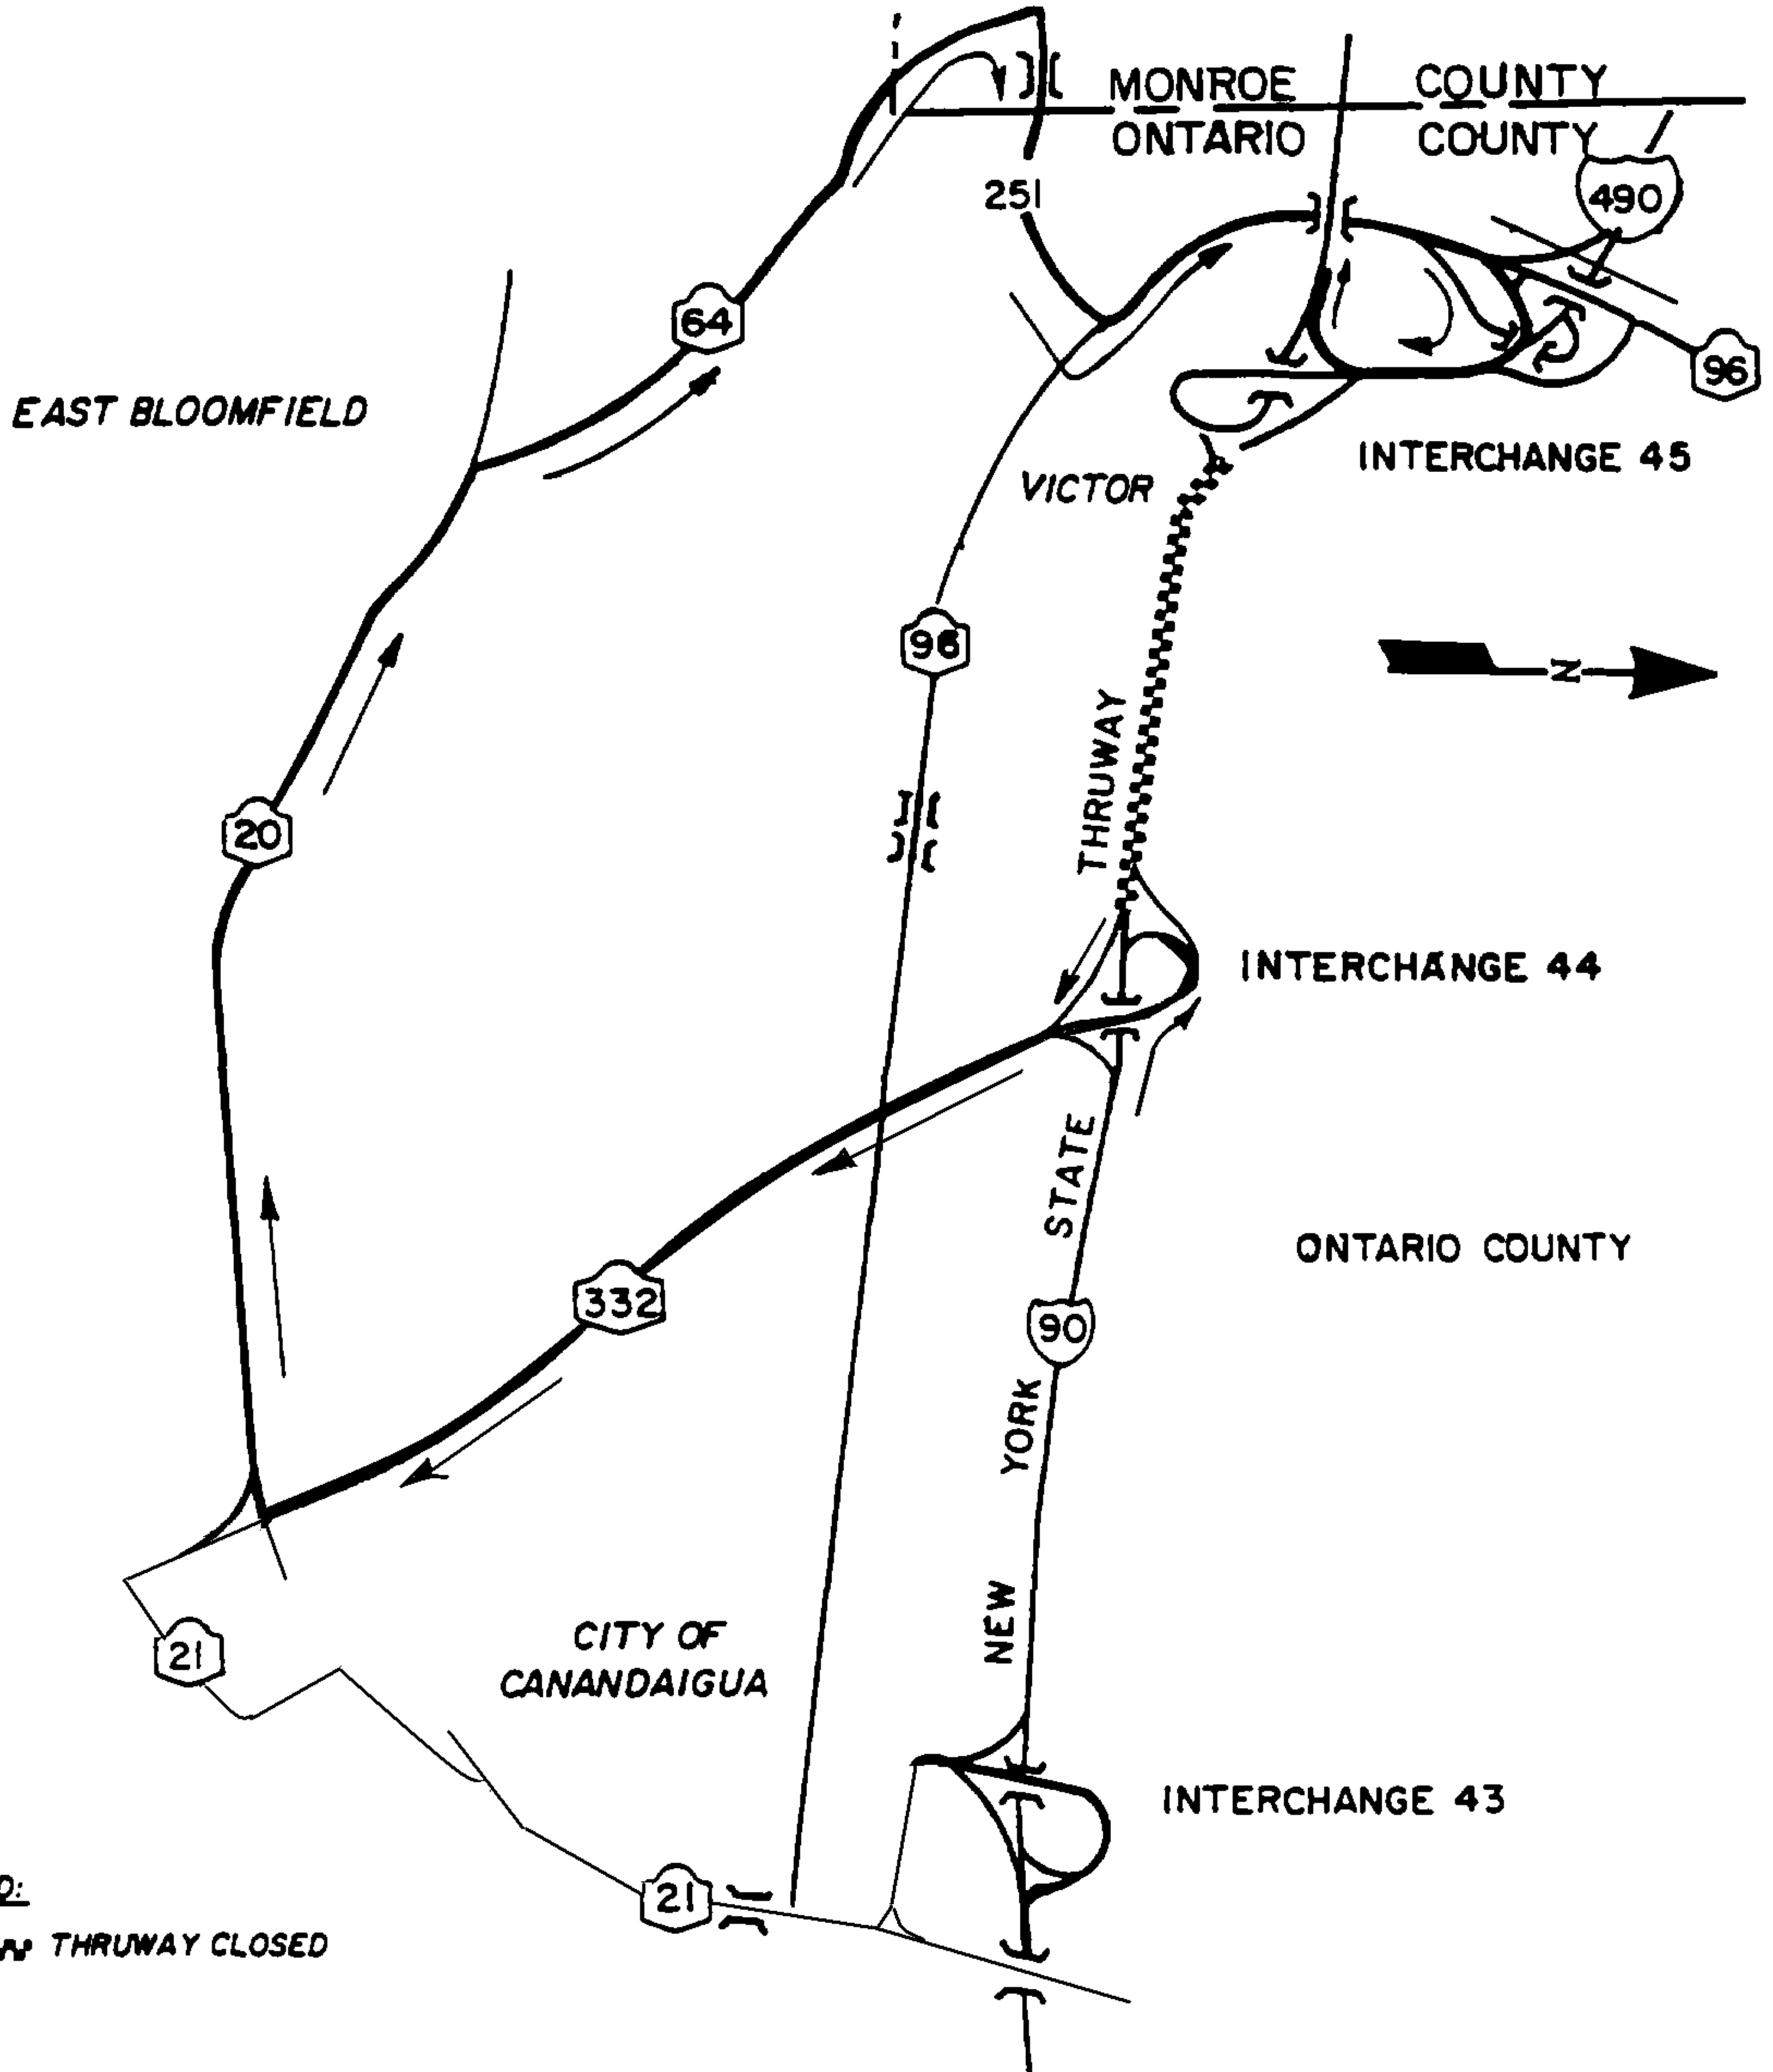 MONROE COUNTY
ONTARIO COUNTY
251
490
64
96
EAST BLOOMFIELD
INTERCHANGE 45
VICTOR
96
N
THRUWAY
20
INTERCHANGE 44
STATE
ONTARIO COUNTY
332
90
YORK
NEW
CITY OF
CANANDAIGUA
21
INTERCHANGE 43
21
D:
THRUWAY CLOSED